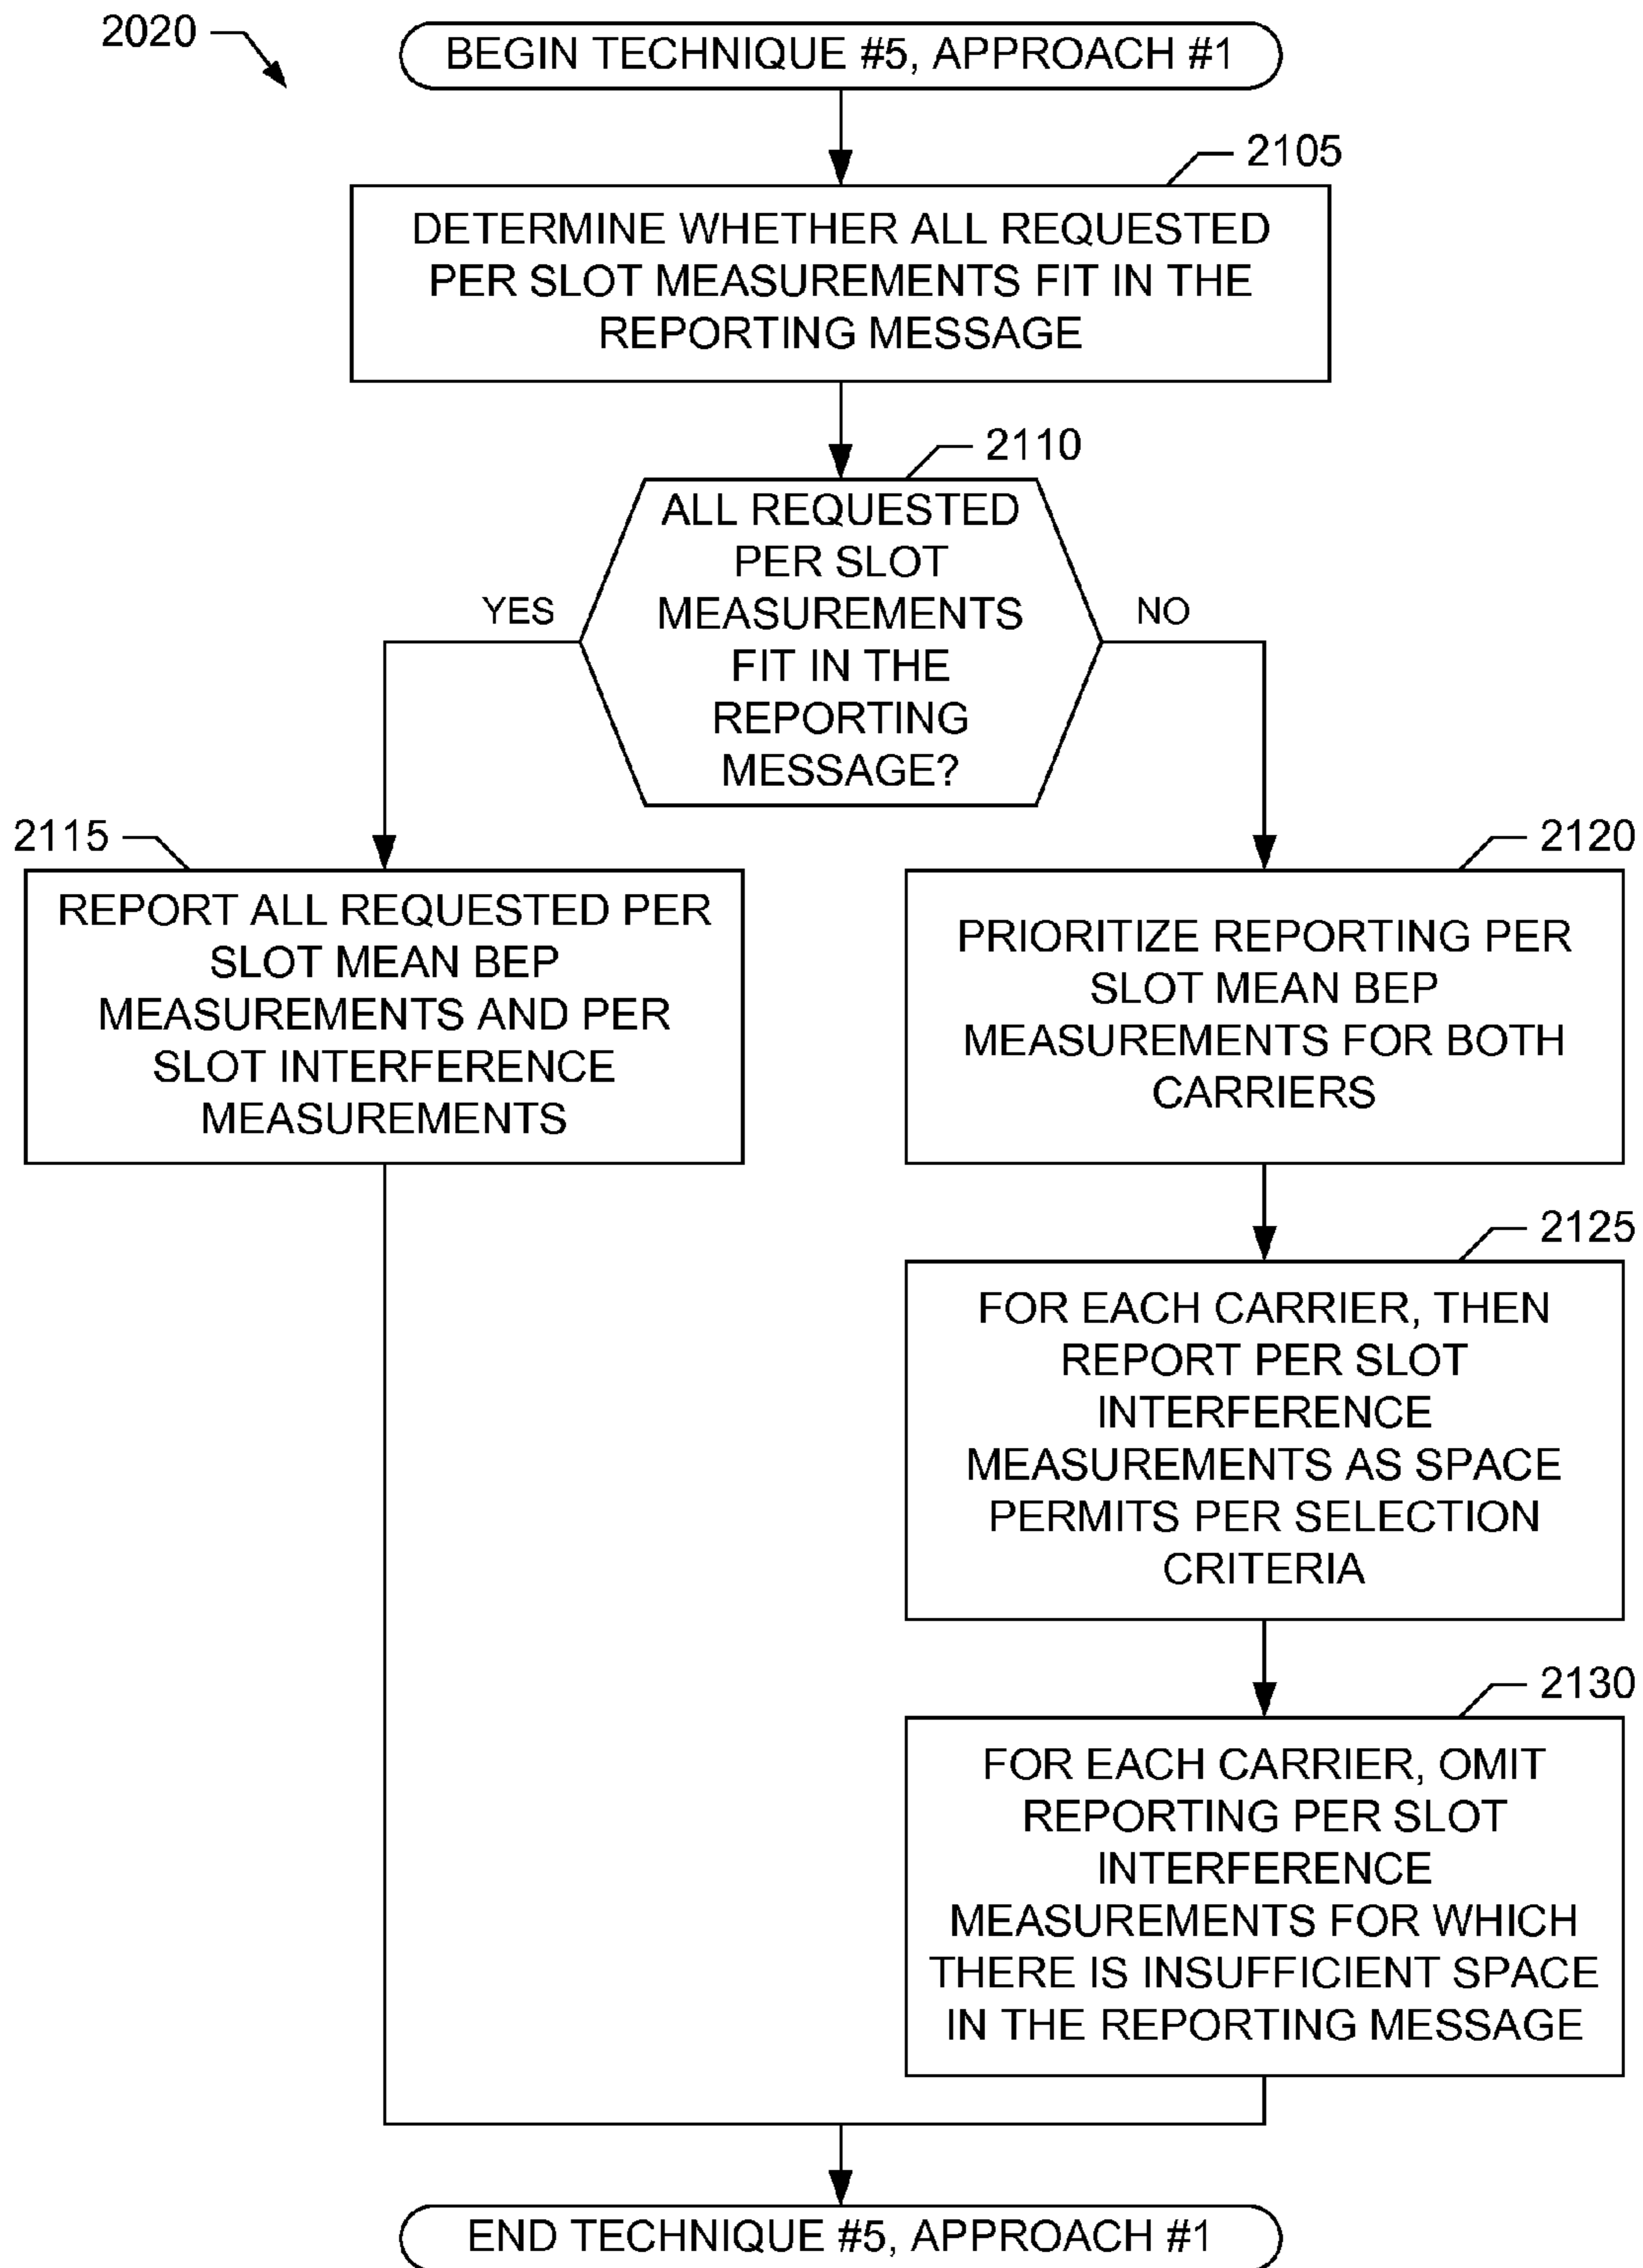 2020
BEGIN TECHNIQUE #5, APPROACH #1
2105
DETERMINE WHETHER ALL REQUESTED
PER SLOT MEASUREMENTS FIT IN THE
REPORTING MESSAGE
2110
ALL REQUESTED
PER SLOT
MEASUREMENTS
FIT IN THE
REPORTING
MESSAGE?
YES
NO
2115
REPORT ALL REQUESTED PER
SLOT MEAN BEP
MEASUREMENTS AND PER
SLOT INTERFERENCE
MEASUREMENTS
2120
PRIORITIZE REPORTING PER
SLOT MEAN BEP
MEASUREMENTS FOR BOTH
CARRIERS
2125
FOR EACH CARRIER, THEN
REPORT PER SLOT
INTERFERENCE
MEASUREMENTS AS SPACE
PERMITS PER SELECTION
CRITERIA
2130
FOR EACH CARRIER, OMIT
REPORTING PER SLOT
INTERFERENCE
MEASUREMENTS FOR WHICH
THERE IS INSUFFICIENT SPACE
IN THE REPORTING MESSAGE
END TECHNIQUE #5, APPROACH #1